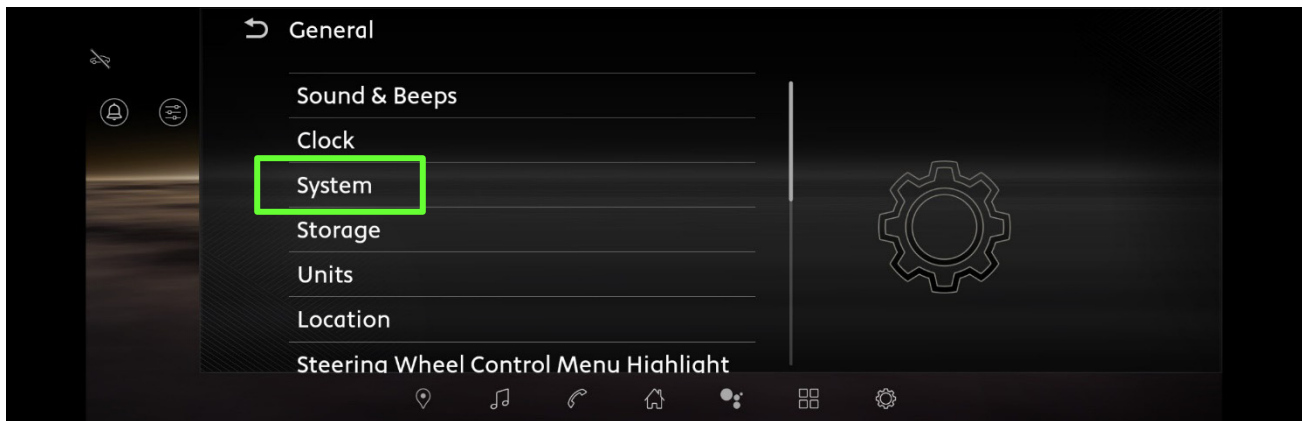 General
Sound & Beeps
Clock
System
Storage
Units
Location
Steering Wheel Control Menu Highlight